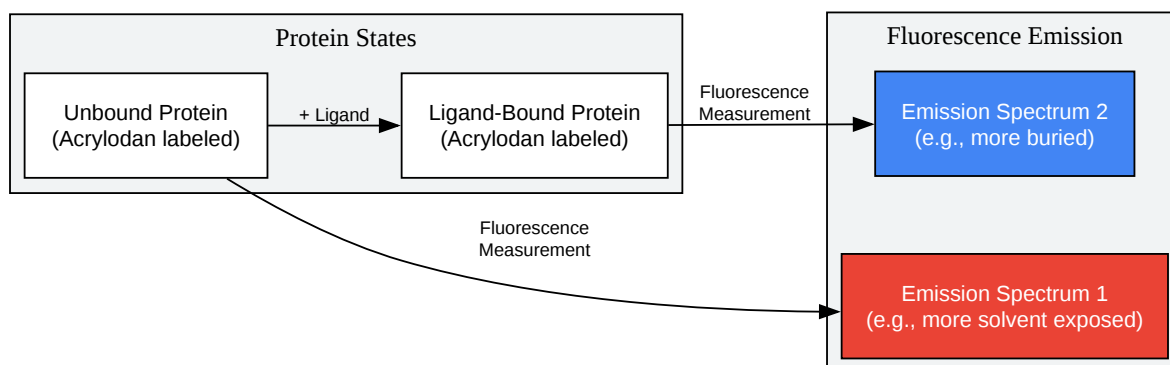 Protein States
Unbound Protein
(Acrylodan labeled)
+ Ligand
Ligand-Bound Protein
(Acrylodan labeled)
Fluorescence
Measurement
Fluorescence
Measurement
Fluorescence Emission
Emission Spectrum 2
(e.g., more buried)
Emission Spectrum 1
(e.g., more solvent exposed)